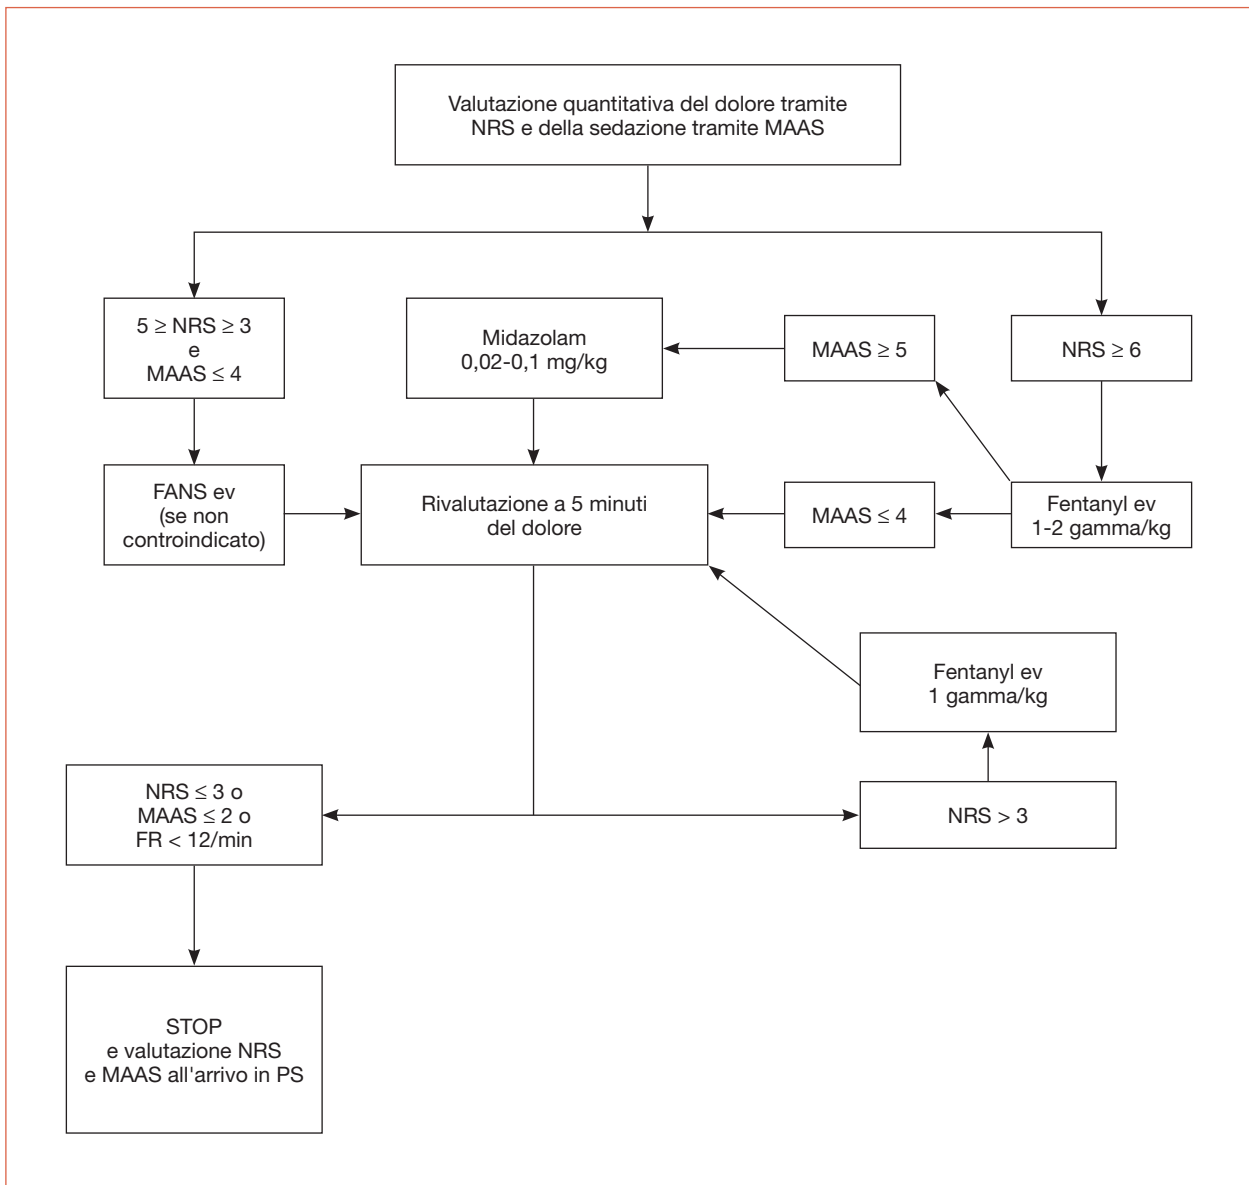 Valutazione quantitativa del dolore tramite
NRS e della sedazione tramite MAAS
5 ≥ NRS ≥ 3
e
MAAS ≤ 4
Midazolam
0,02-0,1 mg/kg
MAAS ≥ 5
NRS ≥ 6
FANS ev
(se non
controindicato)
Rivalutazione a 5 minuti
del dolore
MAAS ≤ 4
Fentanyl ev
1-2 gamma/kg
Fentanyl ev
1 gamma/kg
NRS ≤ 3 o
MAAS ≤ 2 o
FR < 12/min
NRS > 3
STOP
e valutazione NRS
e MAAS all'arrivo in PS